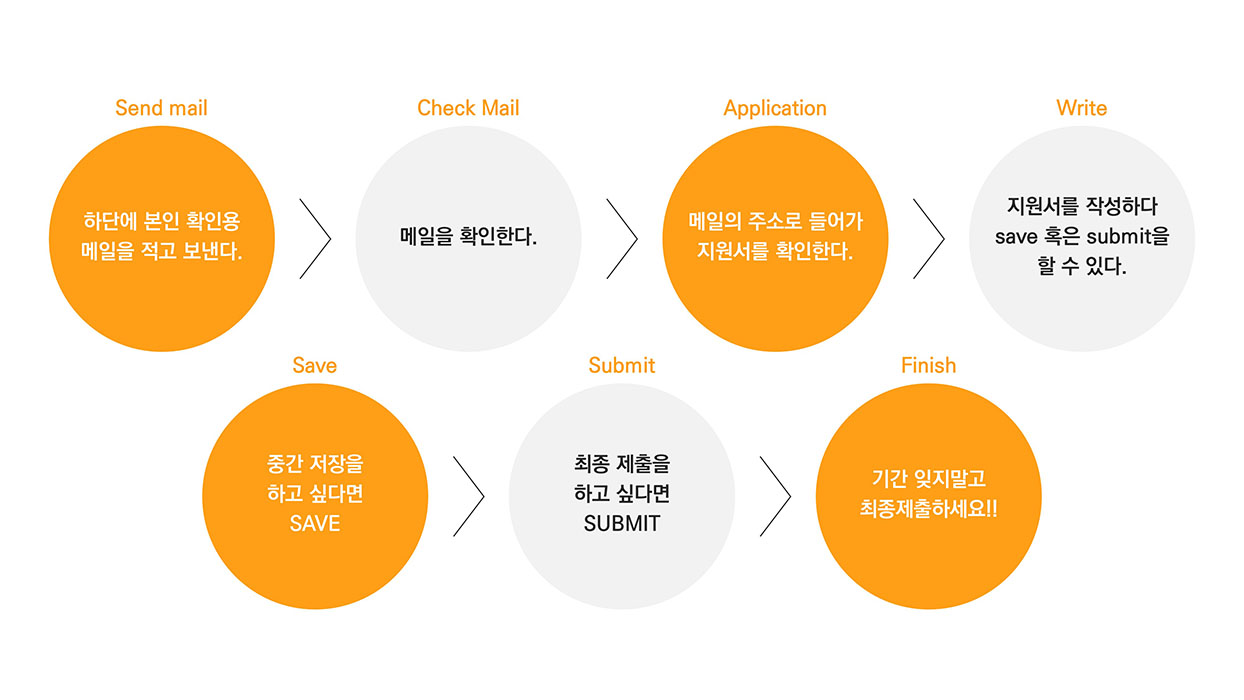 Send mail
하단에 본인 확인용
메일을 적고 보낸다.
Check Mail
메일을 확인한다.
Application
메일의 주소로 들어가
지원서를 확인한다.
Write
지원서를 작성하다
save 혹은 submit을
할 수 있다.
Save
중간 저장을
하고 싶다면
SAVE
Submit
최종 제출을
하고 싶다면
SUBMIT
Finish
기간 잊지말고
최종제출하세요!!